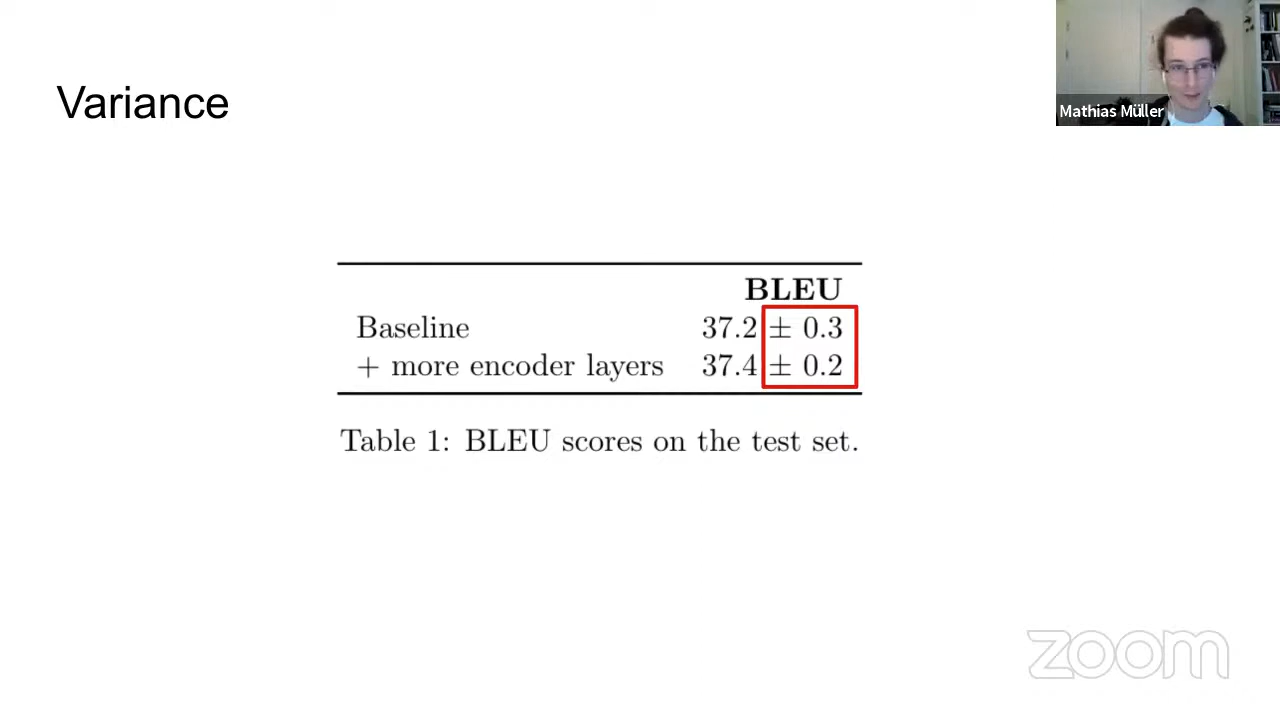 Variance
Mathias Müller
BLEU
Baseline 37.2 ± 0.3
+ more encoder layers 37.4 ± 0.2
Table 1: BLEU scores on the test set.
zoom